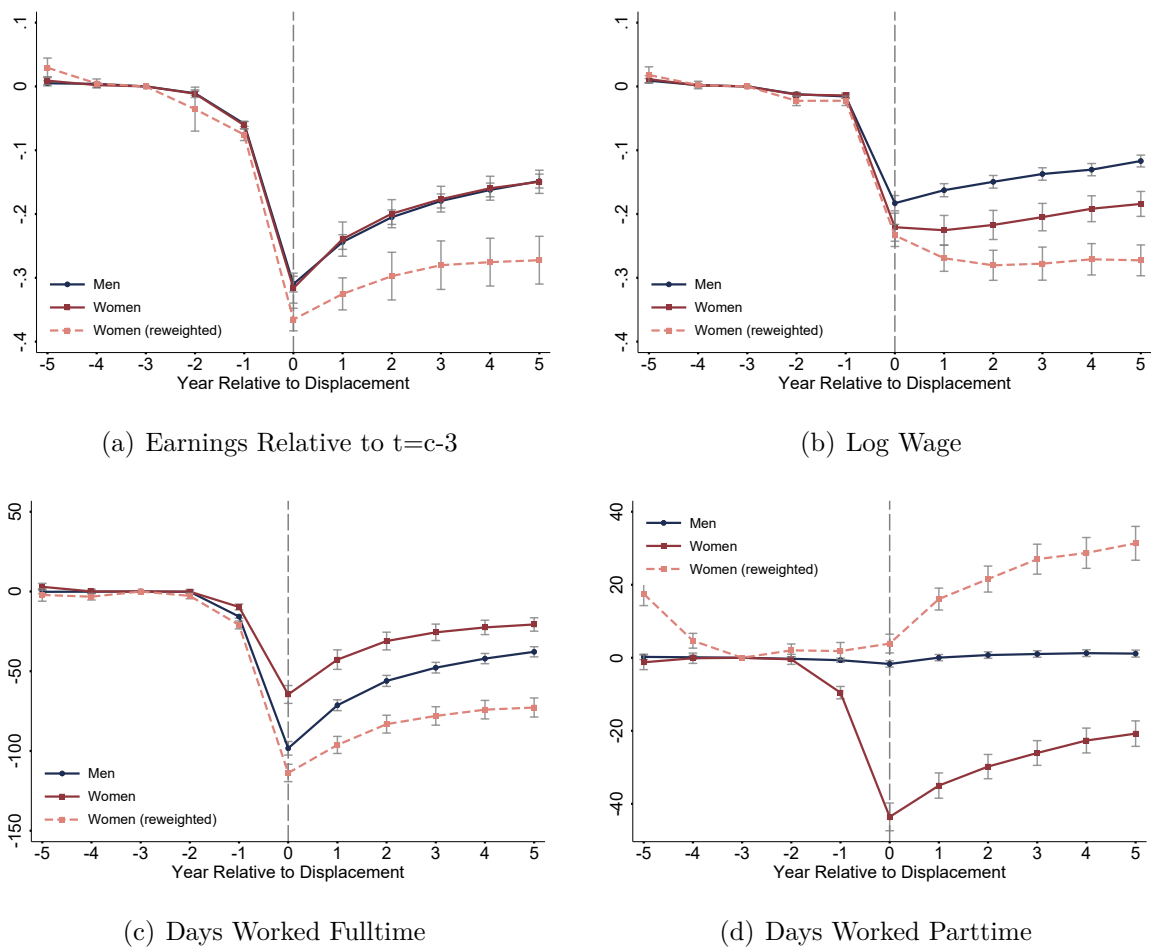 .1
0
-.1
-.2
-.3
-.4
Men
Women
Women (reweighted)
-5 -4 -3 -2 -1 0 1 2 3 4 5
Year Relative to Displacement
(a) Earnings Relative to t=c-3
.1
0
-.1
-.2
-.3
-.4
Men
Women
Women (reweighted)
-5 -4 -3 -2 -1 0 1 2 3 4 5
Year Relative to Displacement
(b) Log Wage
50
0
-50
-100
-150
Men
Women
Women (reweighted)
-5 -4 -3 -2 -1 0 1 2 3 4 5
Year Relative to Displacement
(c) Days Worked Fulltime
40
20
0
-20
-40
Men
Women
Women (reweighted)
-5 -4 -3 -2 -1 0 1 2 3 4 5
Year Relative to Displacement
(d) Days Worked Parttime